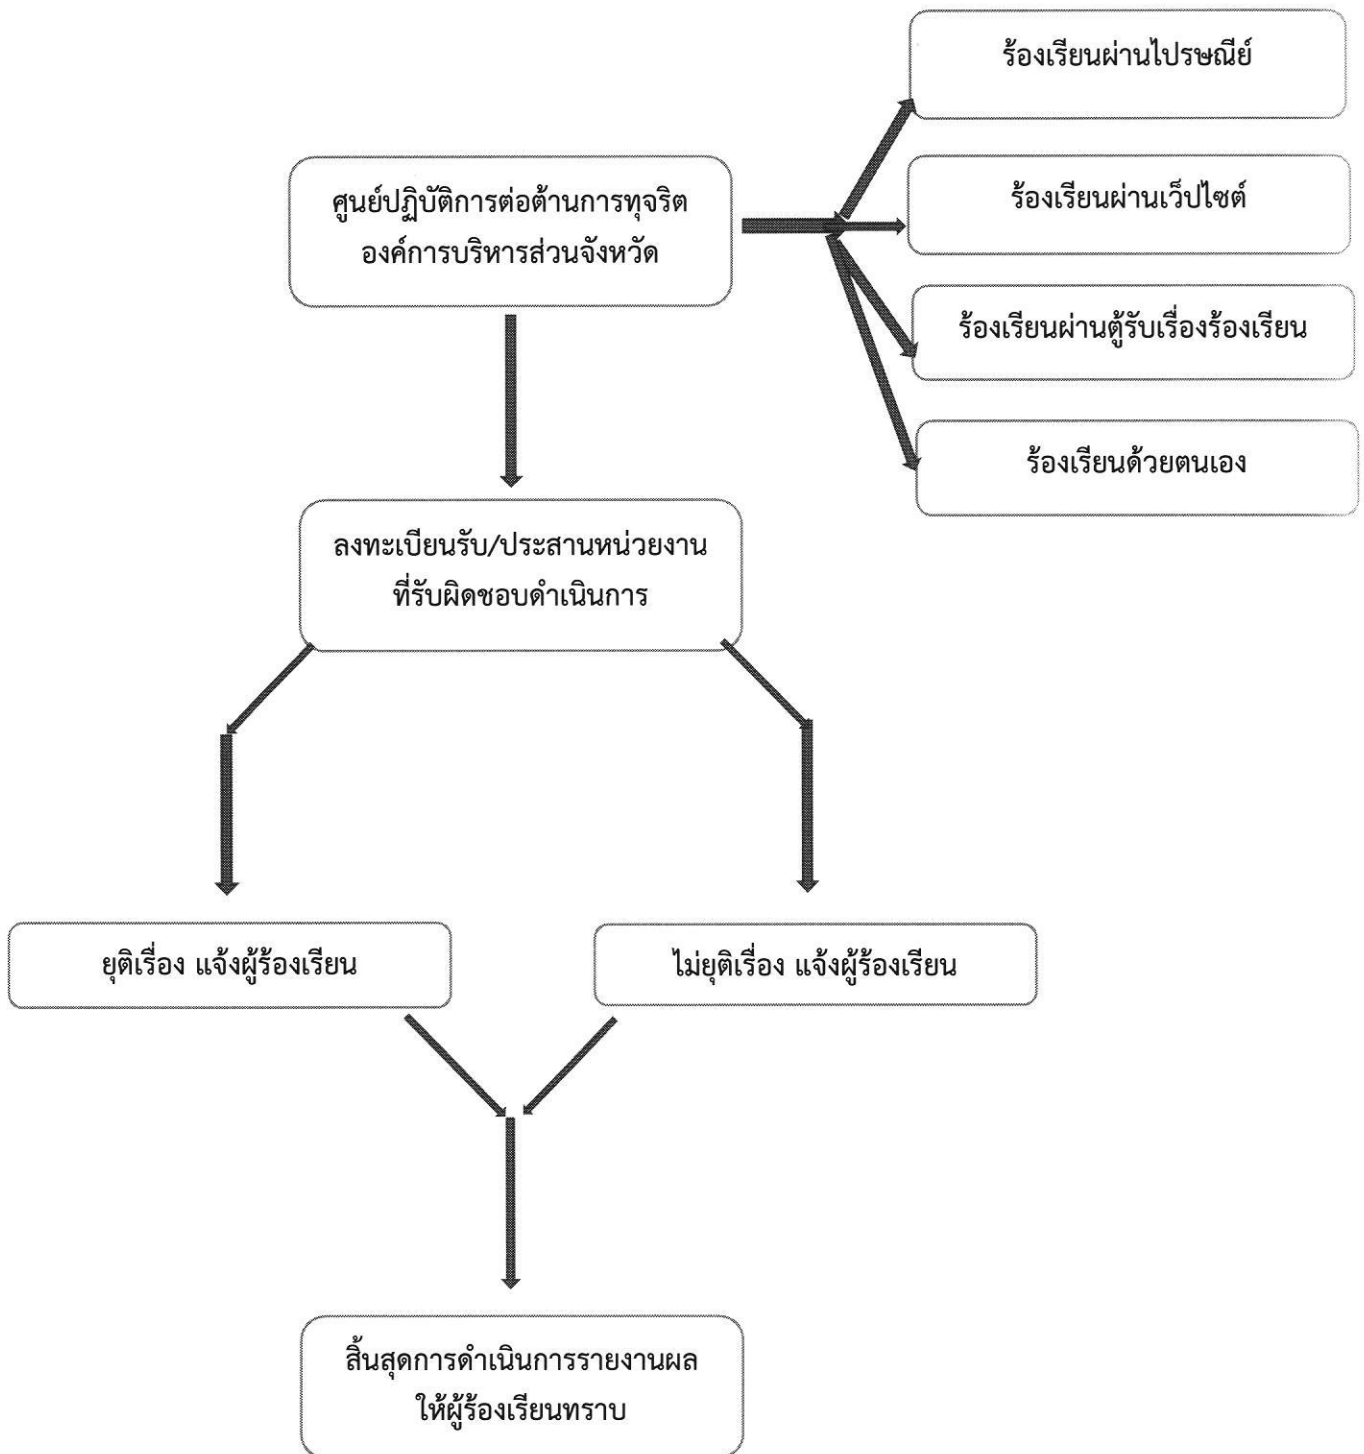 ร้องเรียนผ่านไปรษณีย์
ศูนย์ปฏิบัติการต่อต้านการทุจริต
องค์การบริหารส่วนจังหวัด
ร้องเรียนผ่านเว็ปไซต์
ร้องเรียนผ่านตู้รับเรื่องร้องเรียน
ร้องเรียนด้วยตนเอง
ลงทะเบียนรับ/ประสานหน่วยงาน
ที่รับผิดชอบดำเนินการ
ยุติเรื่อง แจ้งผู้ร้องเรียน
ไม่ยุติเรื่อง แจ้งผู้ร้องเรียน
สิ้นสุดการดำเนินการรายงานผล
ให้ผู้ร้องเรียนทราบ